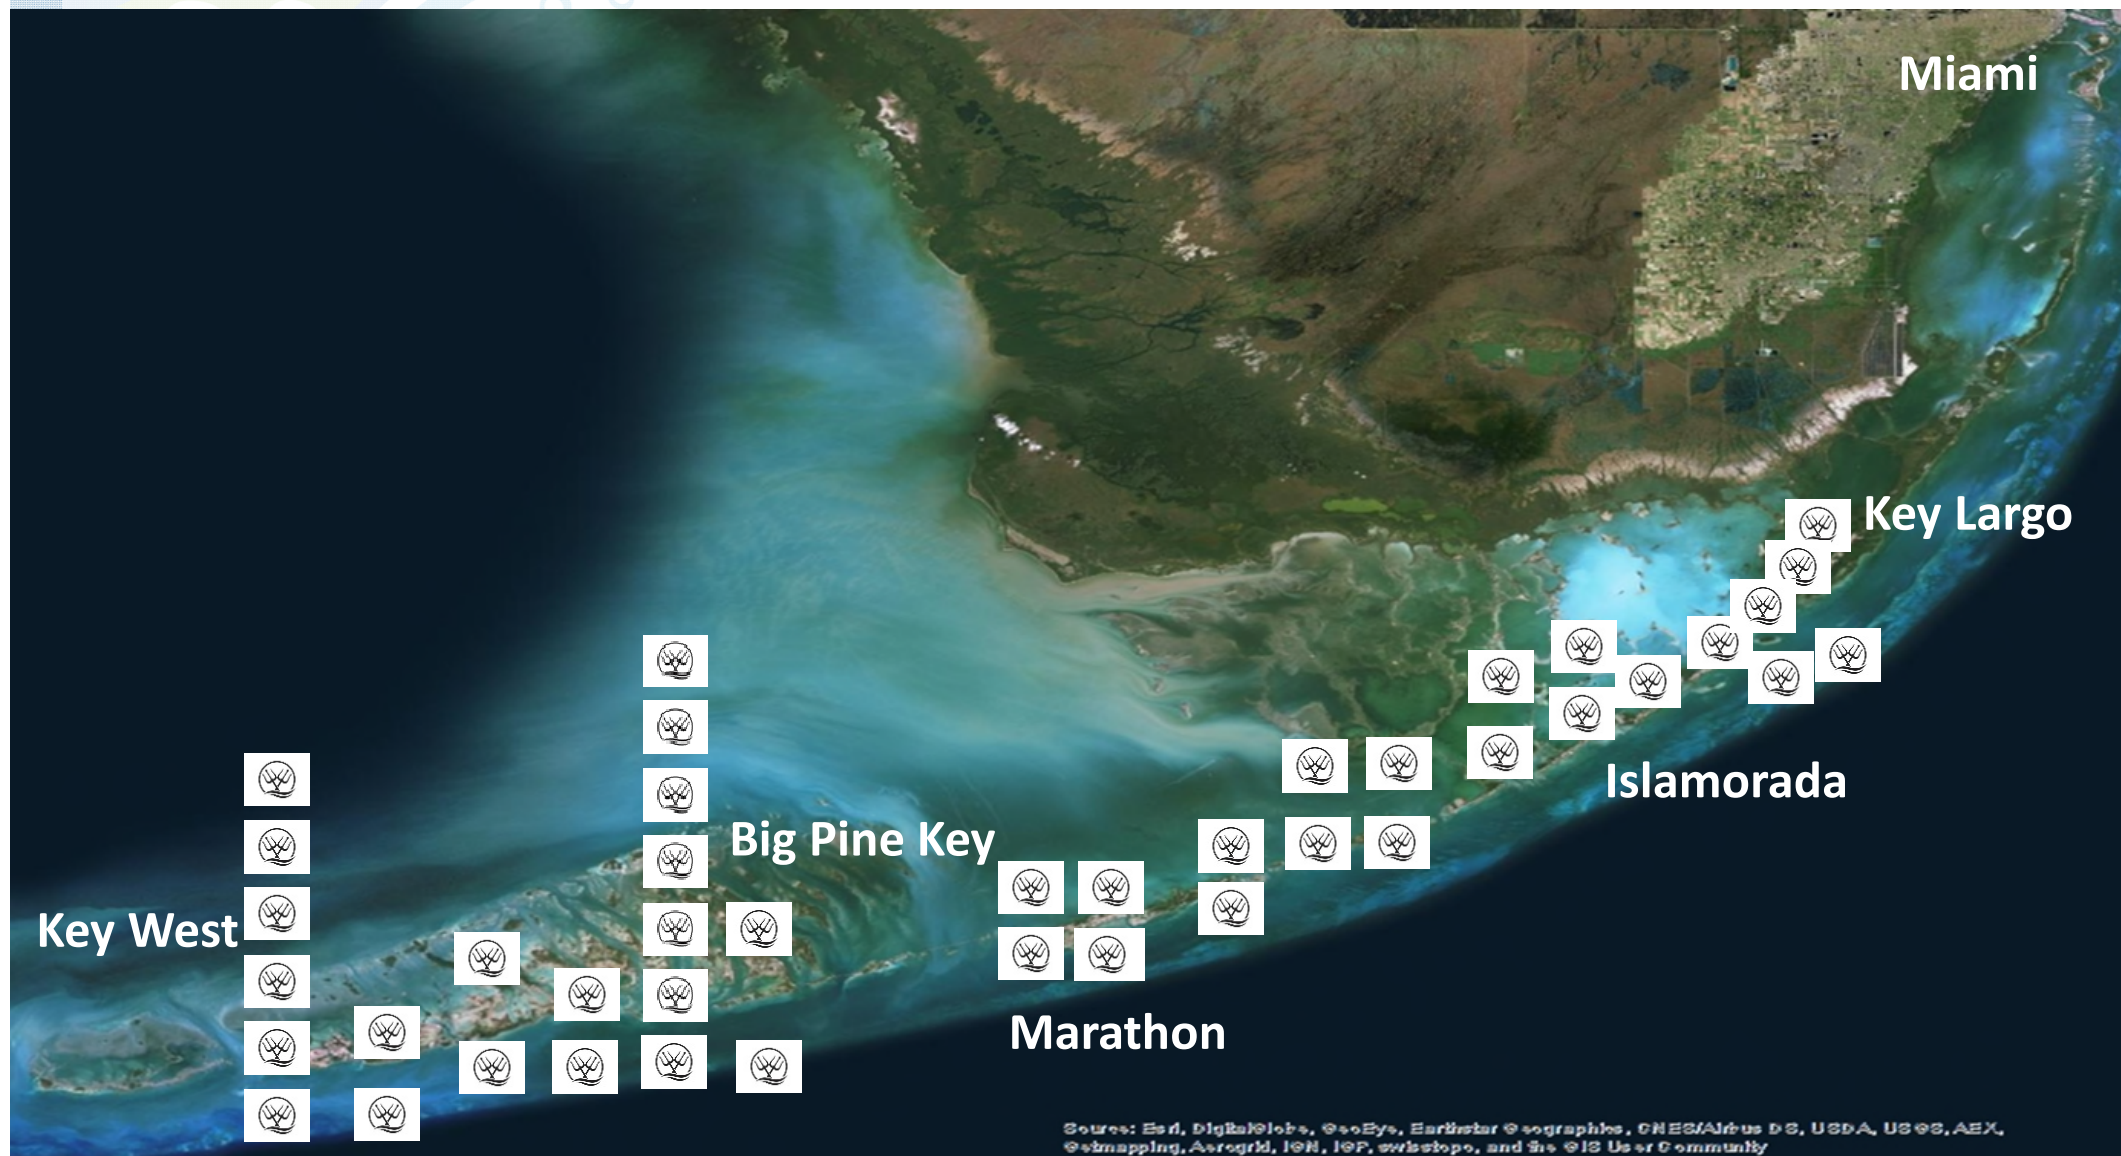 Miami
Key Largo
Islamorada
Big Pine Key
Key West
Marathon
Source: Esri, DigitalGlobe, GeoEye, Earthstar Geographics, CNES/Airbus DS, USDA, USGS, AEX,
Getmapping, Aerogrid, IGN, IGP, swisstopo, and the GIS User Community